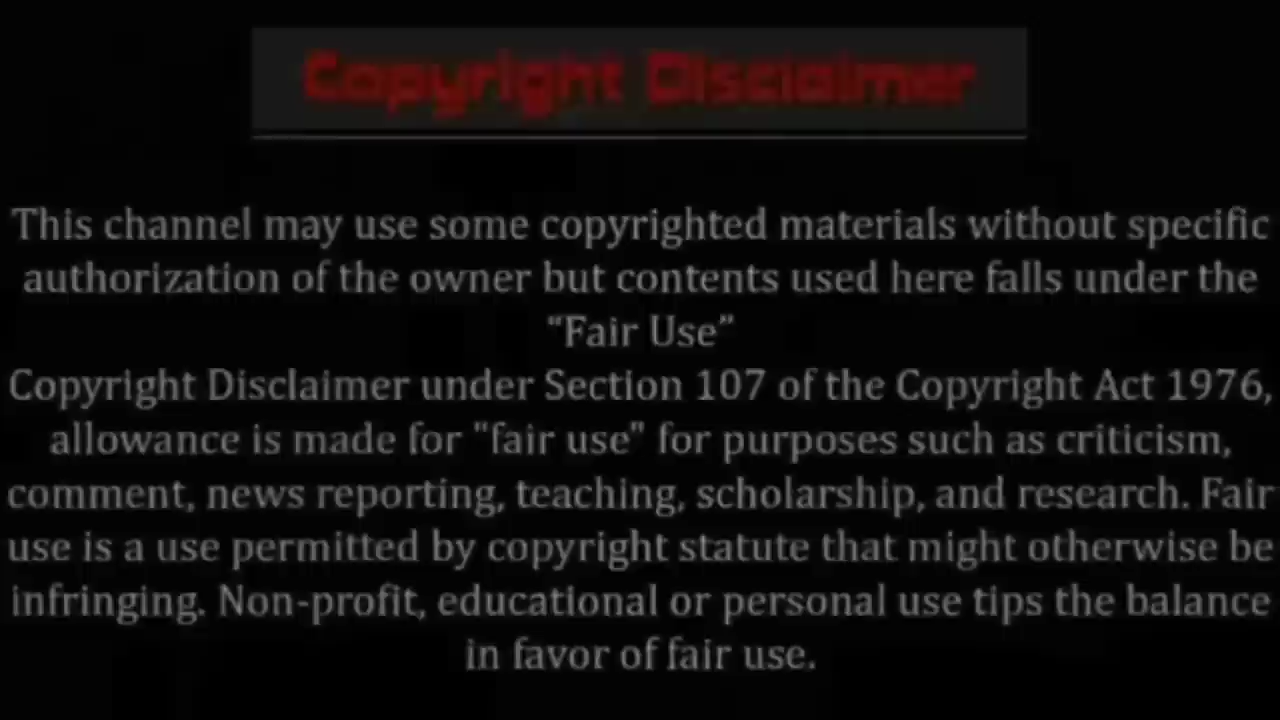 Copyright Disclaimer
This channel may use some copyrighted materials without specific
authorization of the owner but contents used here falls under the
“Fair Use”
Copyright Disclaimer under Section 107 of the Copyright Act 1976,
allowance is made for "fair use" for purposes such as criticism,
comment, news reporting, teaching, scholarship, and research. Fair
use is a use permitted by copyright statute that might otherwise be
infringing. Non-profit, educational or personal use tips the balance
in favor of fair use.